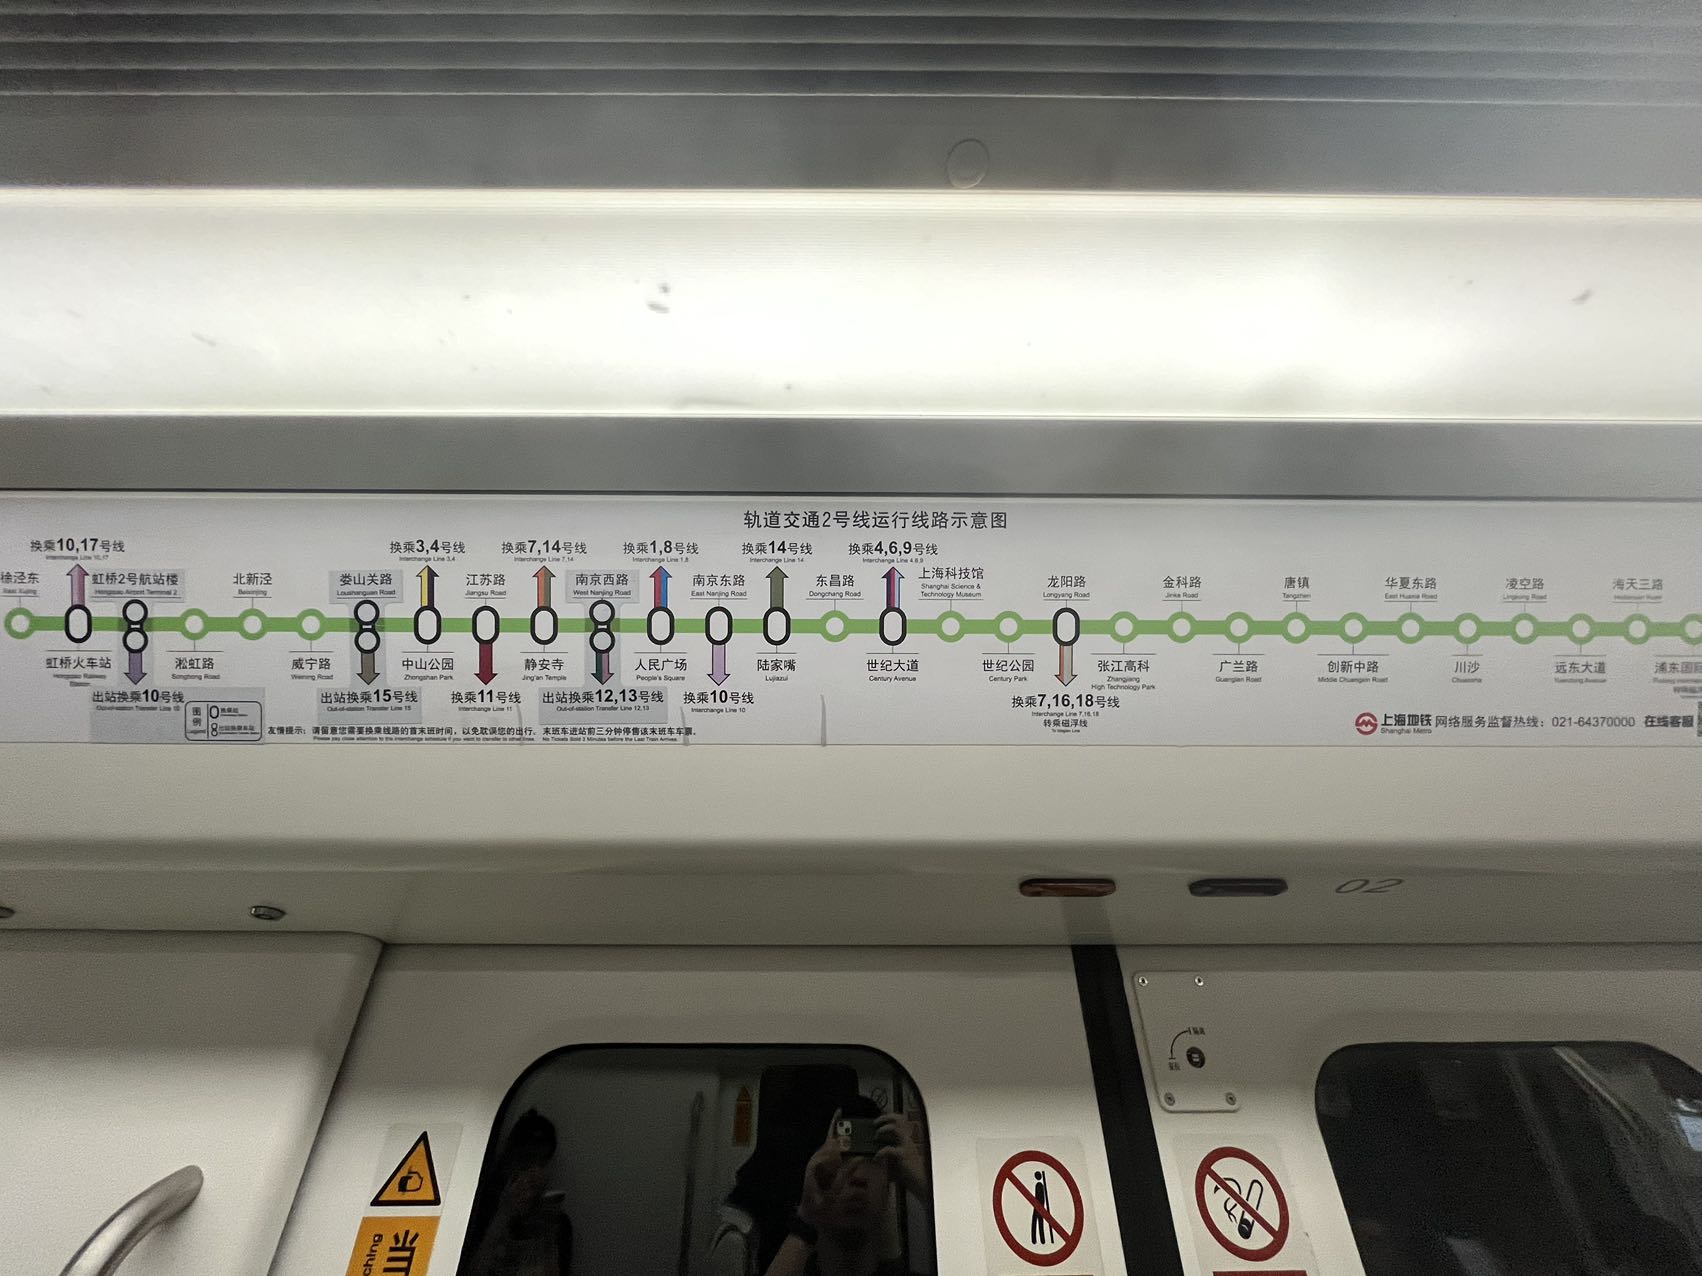 轨道交通2号线运行线路示意图
换乘10,17号线
Interchange Line 10,17
换乘3,4号线
Interchange Line 3,4
换乘7,14号线
Interchange Line 7,14
换乘1,8号线
Interchange Line 1,8
换乘14号线
Interchange Line 14
换乘4,6,9号线
Interchange Line 4,6,9
徐泾东
East Xujing
虹桥2号航站楼
Hongqiao Airport Terminal 2
北新泾
Beixinjing
娄山关路
Loushanguan Road
江苏路
Jiangsu Road
南京西路
West Nanjing Road
南京东路
East Nanjing Road
东昌路
Dongchang Road
上海科技馆
Shanghai Science &
Technology Museum
龙阳路
Longyang Road
金科路
Jinke Road
唐镇
Tangzhen
华夏东路
East Huaxia Road
凌空路
Lingkong Road
海天三路
虹桥火车站
Hongqiao Railway
Station
淞虹路
Songhong Road
威宁路
Weining Road
中山公园
Zhongshan Park
静安寺
Jing'an Temple
人民广场
People's Square
陆家嘴
Lujiazui
世纪大道
Century Avenue
世纪公园
Century Park
张江高科
Zhangjiang
High Technology Park
广兰路
Guanglan Road
创新中路
Middle Chuangxin Road
川沙
Chuansha
远东大道
Yuandong Avenue
浦东国
出站换乘10号线
Out-of-station Transfer Line 10
出站换乘15号线
Out-of-station Transfer Line 15
换乘11号线
Interchange Line 11
出站换乘12,13号线
Out-of-station Transfer Line 12,13
换乘10号线
Interchange Line 10
换乘7,16,18号线
Interchange Line 7,16,18
转乘磁浮线
To Maglev Line
图例
Legend
换乘站
出站换乘车站
友情提示：请留意您需要换乘线路的首末班时间，以免耽误您的出行。末班车进站前三分钟停售该末班车车票。
Please pay close attention to the interchange schedule if you want to transfer to other lines. No Tickets Sold 3 Minutes before the Last Train Arrives.
上海地铁 网络服务监督热线：021-64370000 在线客服
Shanghai Metro
02
隔离
复位
ching